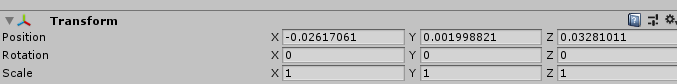 Transform
Position X -0.02617061 Y 0.001998821 Z 0.03281011
Rotation X 0 Y 0 Z 0
Scale X 1 Y 1 Z 1